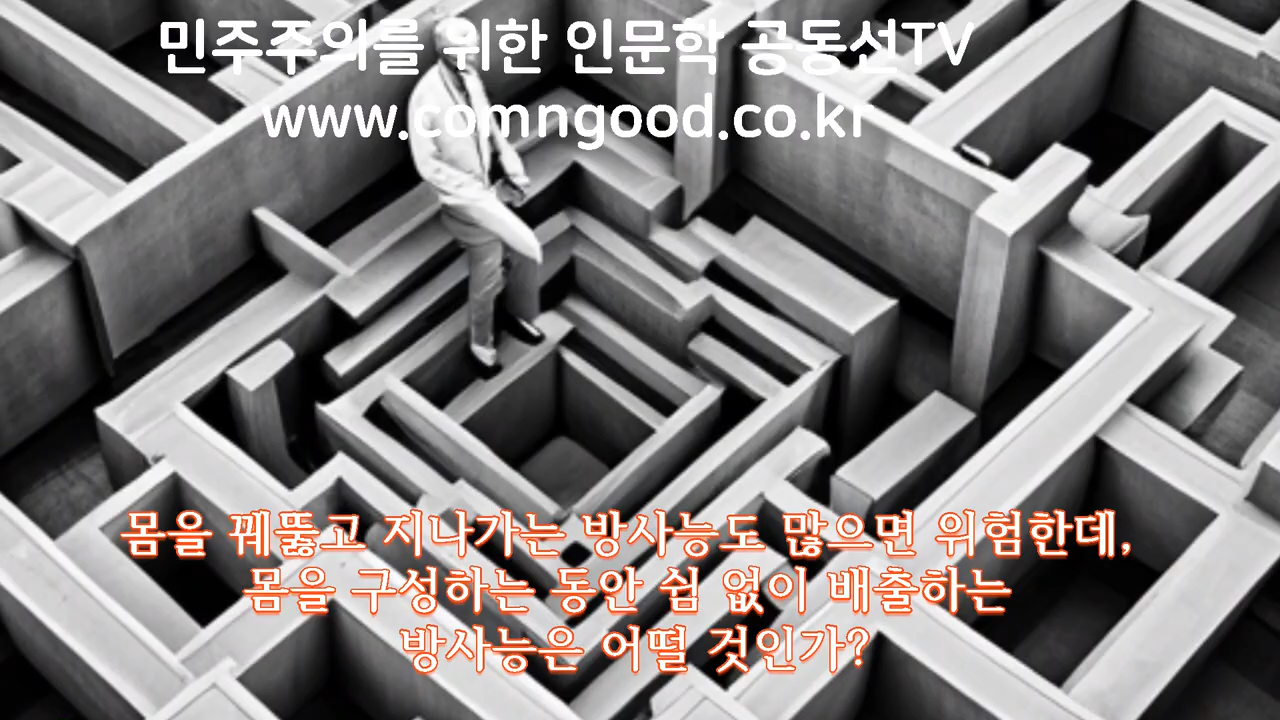 민주주의를 위한 인문학 공동선TV
www.comngood.co.kr
몸을 꿰뚫고 지나가는 방사능도 많으면 위험한데,
몸을 구성하는 동안 쉼 없이 배출하는
방사능은 어떨 것인가?